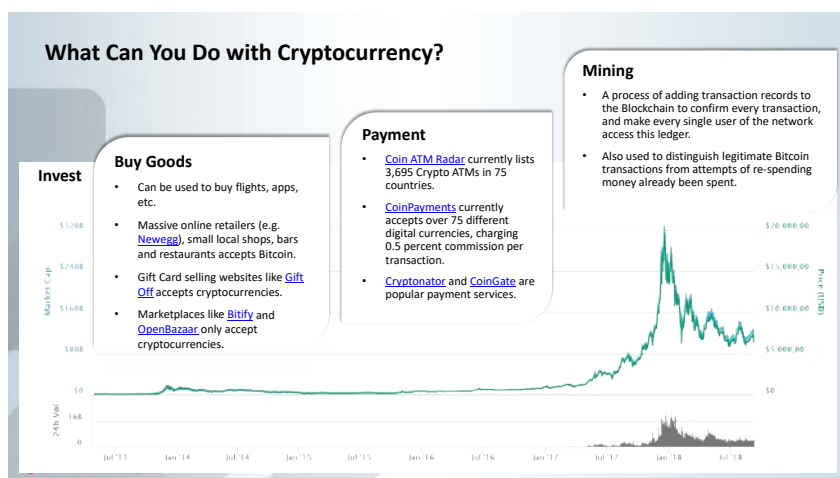 What Can You Do with Cryptocurrency?
Invest
Buy Goods
• Can be used to buy flights, apps,
etc.
• Massive online retailers (e.g.
Newegg), small local shops, bars
and restaurants accepts Bitcoin.
• Gift Card selling websites like Gift
Off accepts cryptocurrencies.
• Marketplaces like Bitify and
OpenBazaar only accept
cryptocurrencies.
Payment
• Coin ATM Radar currently lists
3,695 Crypto ATMs in 75
countries.
• CoinPayments currently
accepts over 75 different
digital currencies, charging
0.5 percent commission per
transaction.
• Cryptonator and CoinGate are
popular payment services.
Mining
• A process of adding transaction records to
the Blockchain to confirm every transaction,
and make every single user of the network
access this ledger.
• Also used to distinguish legitimate Bitcoin
transactions from attempts of re-spending
money already been spent.
Market Cap
$320B
$240B
$160B
$80B
$0
24h Vol
16B
0
Price (USD)
$20,000.00
$15,000.00
$10,000.00
$5,000.00
$0
Jul '13 Jan '14 Jul '14 Jan '15 Jul '15 Jan '16 Jul '16 Jan '17 Jul '17 Jan '18 Jul '18